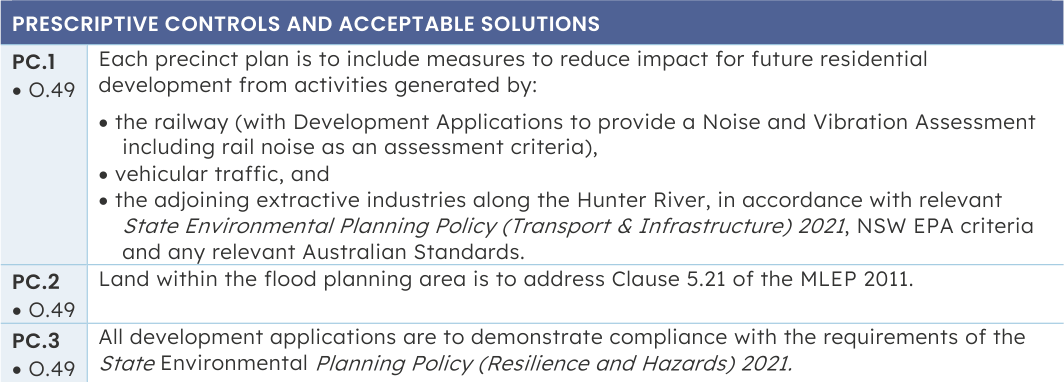 PRESCRIPTIVE CONTROLS AND ACCEPTABLE SOLUTIONS
PC.1
• O.49
Each precinct plan is to include measures to reduce impact for future residential
development from activities generated by:
• the railway (with Development Applications to provide a Noise and Vibration Assessment
including rail noise as an assessment criteria),
• vehicular traffic, and
• the adjoining extractive industries along the Hunter River, in accordance with relevant
State Environmental Planning Policy (Transport & Infrastructure) 2021, NSW EPA criteria
and any relevant Australian Standards.
PC.2
• O.49
Land within the flood planning area is to address Clause 5.21 of the MLEP 2011.
PC.3
• O.49
All development applications are to demonstrate compliance with the requirements of the
State Environmental Planning Policy (Resilience and Hazards) 2021.